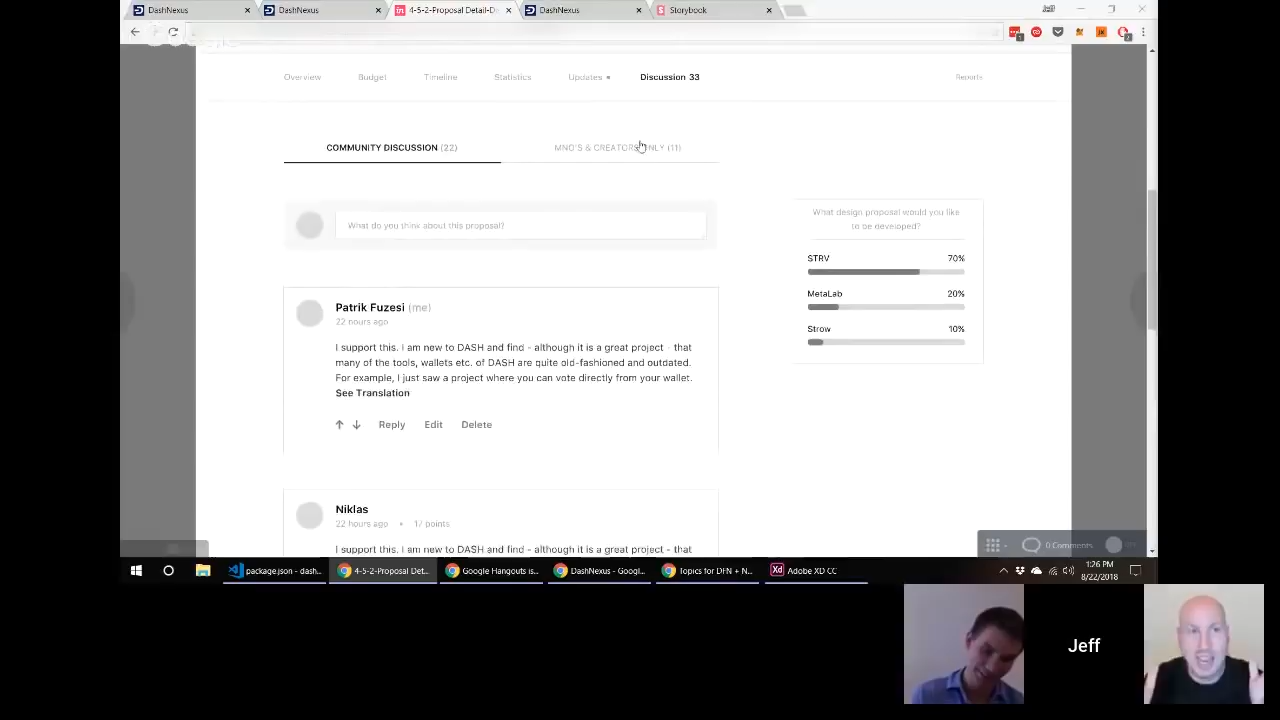 DashNexus
DashNexus
4-5-2-Proposal Detail-De
DashNexus
Storybook
Jeff
Overview
Budget
Timeline
Statistics
Updates
Discussion 33
Reports
COMMUNITY DISCUSSION (22)
MNO'S & CREATORS ONLY (11)
What do you think about this proposal?
What design proposal would you like
to be developed?
STRV 70%
MetaLab 20%
Strow 10%
Patrik Fuzesi (me)
22 hours ago
I support this. I am new to DASH and find - although it is a great project - that
many of the tools, wallets etc. of DASH are quite old-fashioned and outdated.
For example, I just saw a project where you can vote directly from your wallet.
See Translation
Reply Edit Delete
Niklas
22 hours ago • 17 points
I support this. I am new to DASH and find - although it is a great project - that
0 Comments
package.json - dash...
4-5-2-Proposal Det...
Google Hangouts is...
DashNexus - Googl...
Topics for DFN + N...
Xd Adobe XD CC
1:26 PM
8/22/2018
Jeff